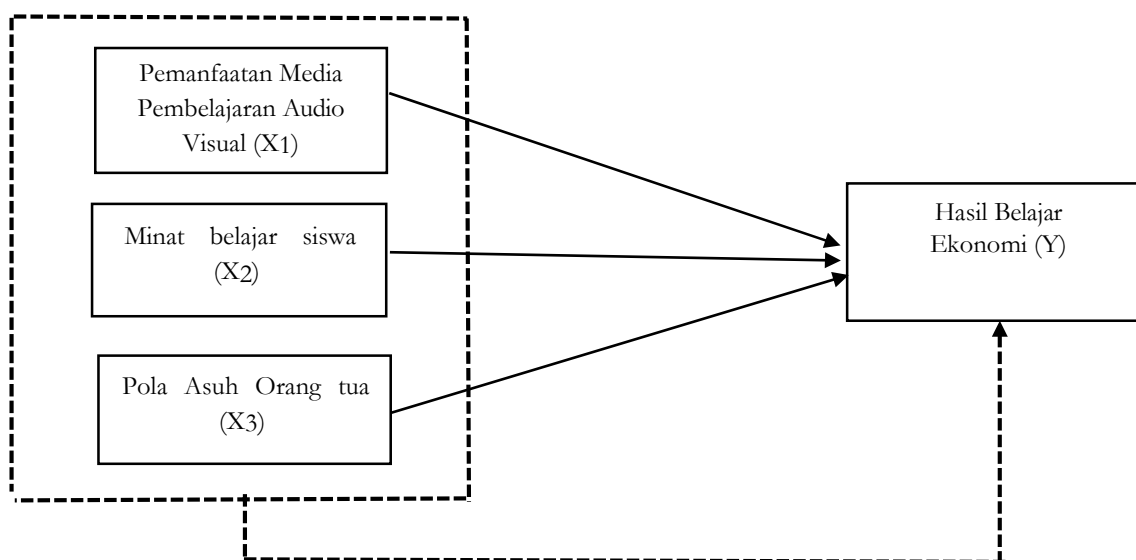 Pemanfaatan Media
Pembelajaran Audio
Visual (X1)
Minat belajar siswa
(X2)
Pola Asuh Orang tua
(X3)
Hasil Belajar
Ekonomi (Y)